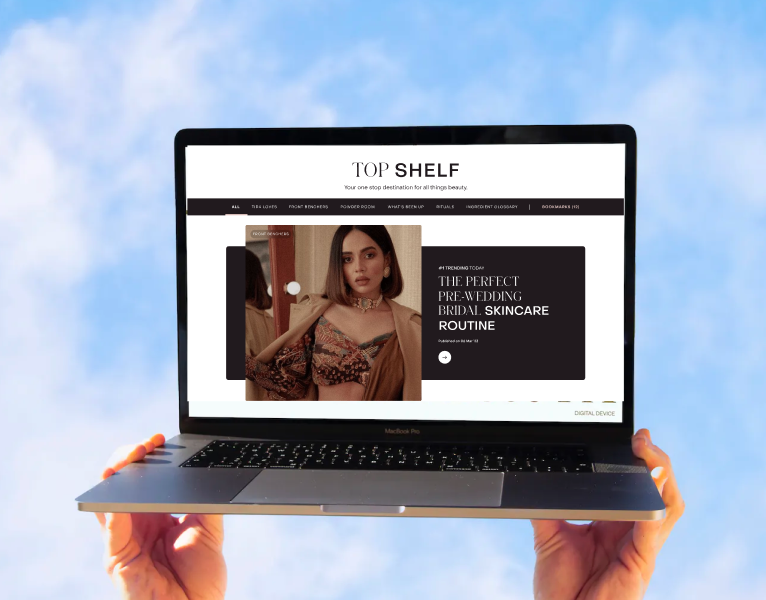 TOP SHELF
Your one stop destination for all things beauty.
ALL TIRA LOVES FRONT BENCHERS POWDER ROOM WHAT'S BEEN UP RITUALS INGREDIENT GLOSSARY | BOOKMARKS (10)
FRONT BENCHERS
#1 TRENDING TODAY
THE PERFECT
PRE-WEDDING
BRIDAL SKINCARE
ROUTINE
Published on 06 Mar '23
DIGITAL DEVICE
MacBook Pro